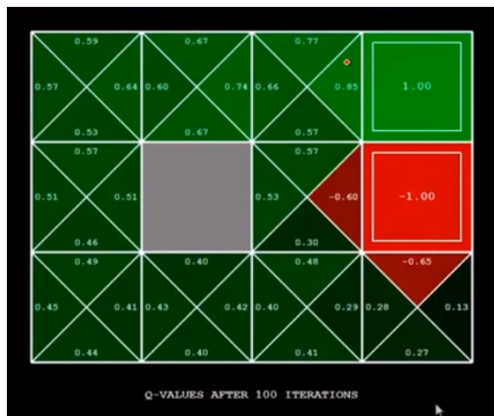 0.59 0.67 0.77
0.57 0.64 0.60 0.74 0.66 0.85 1.00
0.53 0.67 0.57
0.57 0.57
0.51 0.51 0.53 -0.60 -1.00
0.46 0.30
0.49 0.40 0.48 -0.65
0.45 0.41 0.43 0.42 0.40 0.29 0.28 0.13
0.44 0.40 0.41 0.27
Q-VALUES AFTER 100 ITERATIONS